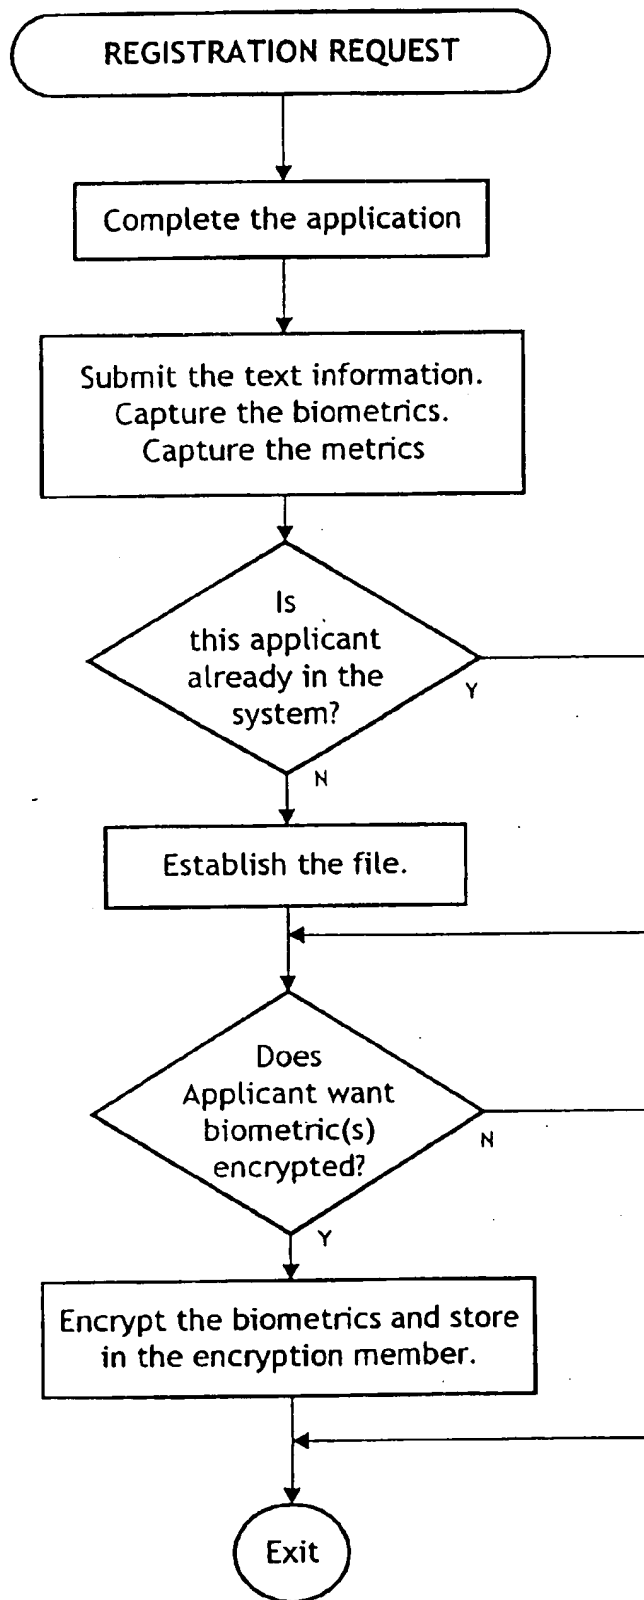 REGISTRATION REQUEST
Complete the application
Submit the text information.
Capture the biometrics.
Capture the metrics
Is
this applicant
already in the
system?
Y
N
Establish the file.
Does
Applicant want
biometric(s)
encrypted?
N
Y
Encrypt the biometrics and store
in the encryption member.
Exit